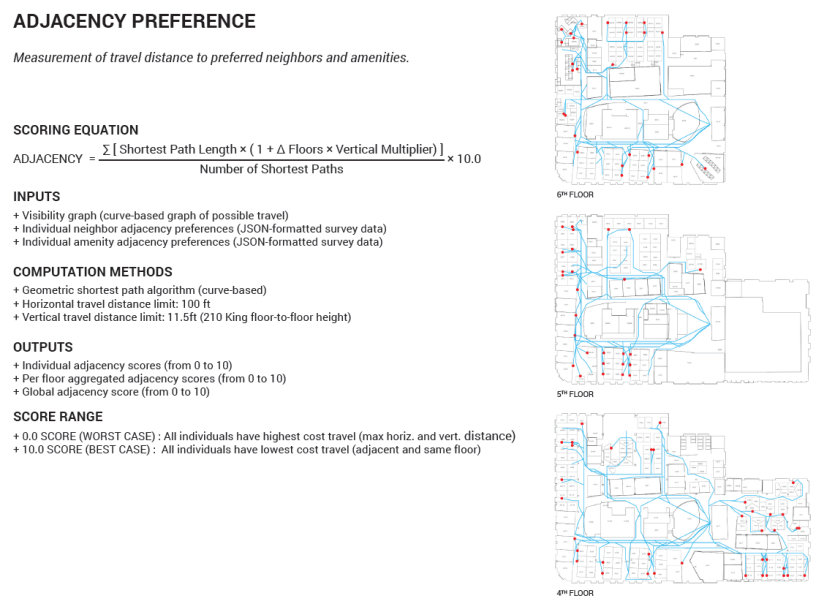 ADJACENCY PREFERENCE
Measurement of travel distance to preferred neighbors and amenities.
SCORING EQUATION
ADJACENCY = ∑ [ Shortest Path Length × ( 1 + Δ Floors × Vertical Multiplier) ]
Number of Shortest Paths
× 10.0
INPUTS
+ Visibility graph (curve-based graph of possible travel)
+ Individual neighbor adjacency preferences (JSON-formatted survey data)
+ Individual amenity adjacency preferences (JSON-formatted survey data)
COMPUTATION METHODS
+ Geometric shortest path algorithm (curve-based)
+ Horizontal travel distance limit: 100 ft
+ Vertical travel distance limit: 11.5ft (210 King floor-to-floor height)
OUTPUTS
+ Individual adjacency scores (from 0 to 10)
+ Per floor aggregated adjacency scores (from 0 to 10)
+ Global adjacency score (from 0 to 10)
SCORE RANGE
+ 0.0 SCORE (WORST CASE) : All individuals have highest cost travel (max horiz. and vert. distance)
+ 10.0 SCORE (BEST CASE) : All individuals have lowest cost travel (adjacent and same floor)
6TH FLOOR
5TH FLOOR
4TH FLOOR